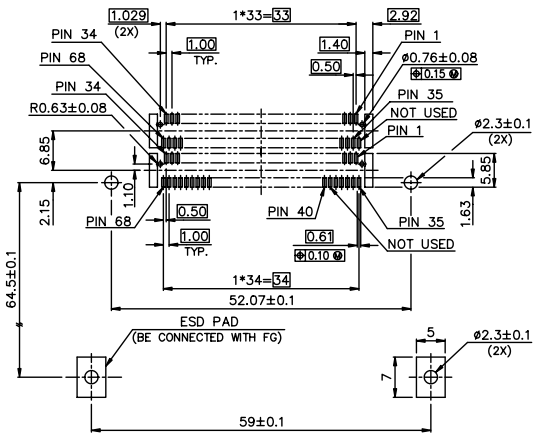 1.029
(2X)
1*33=33
2.92
PIN 34
1.00
TYP.
1.40
PIN 1
PIN 68
0.50
ø0.76±0.08
⌖ 0.15 Ⓜ
PIN 34
PIN 35
R0.63±0.08
NOT USED
PIN 1
ø2.3±0.1
(2X)
6.85
5.85
2.15
1.10
1.63
PIN 68
0.50
PIN 40
PIN 35
1.00
TYP.
0.61
⌖ 0.10 Ⓜ
NOT USED
1*34=34
64.5±0.1
52.07±0.1
ESD PAD
(BE CONNECTED WITH FG)
5
ø2.3±0.1
(2X)
7
59±0.1